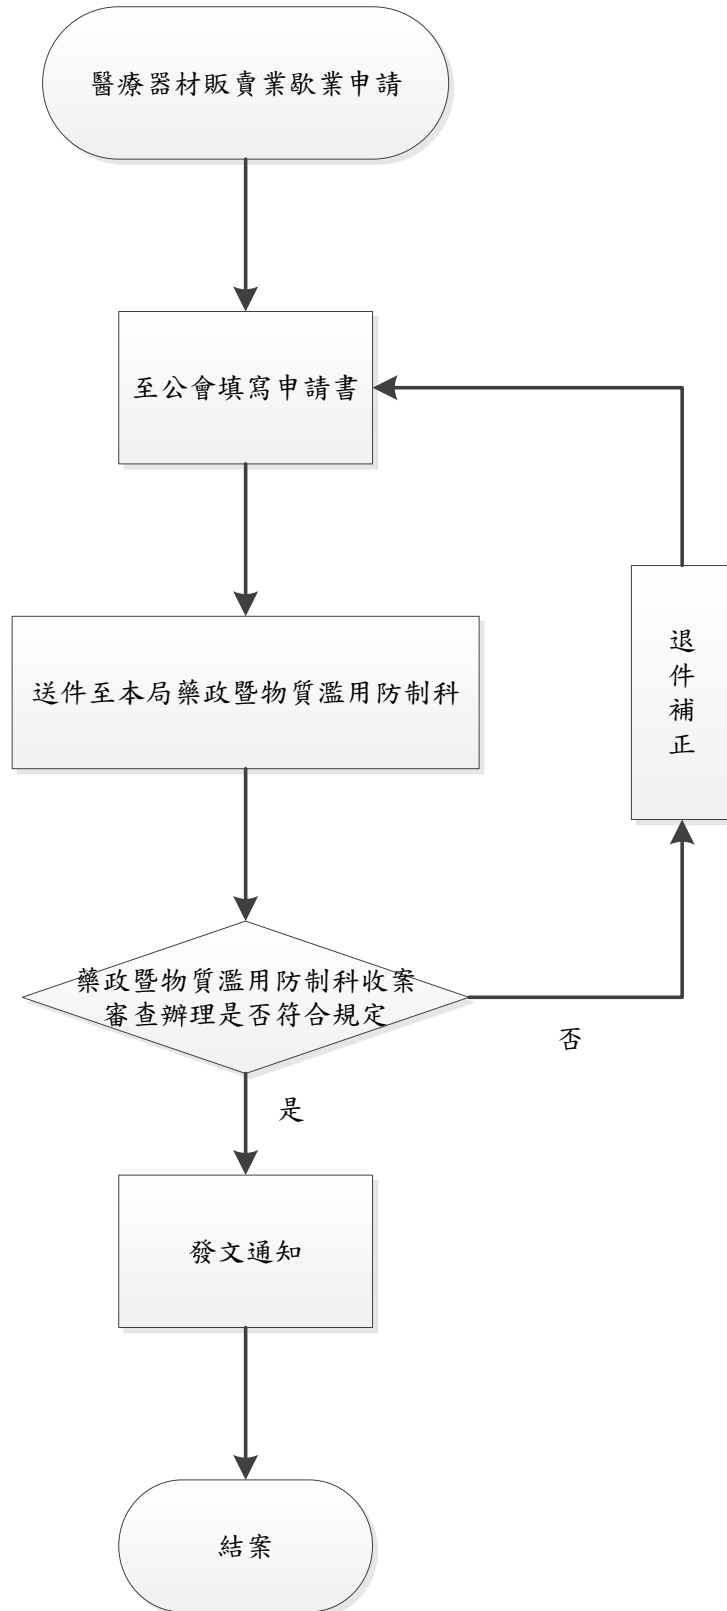 醫療器材販賣業歇業申請
至公會填寫申請書
送件至本局藥政暨物質濫用防制科
退件補正
藥政暨物質濫用防制科收案
審查辦理是否符合規定
否
是
發文通知
結案